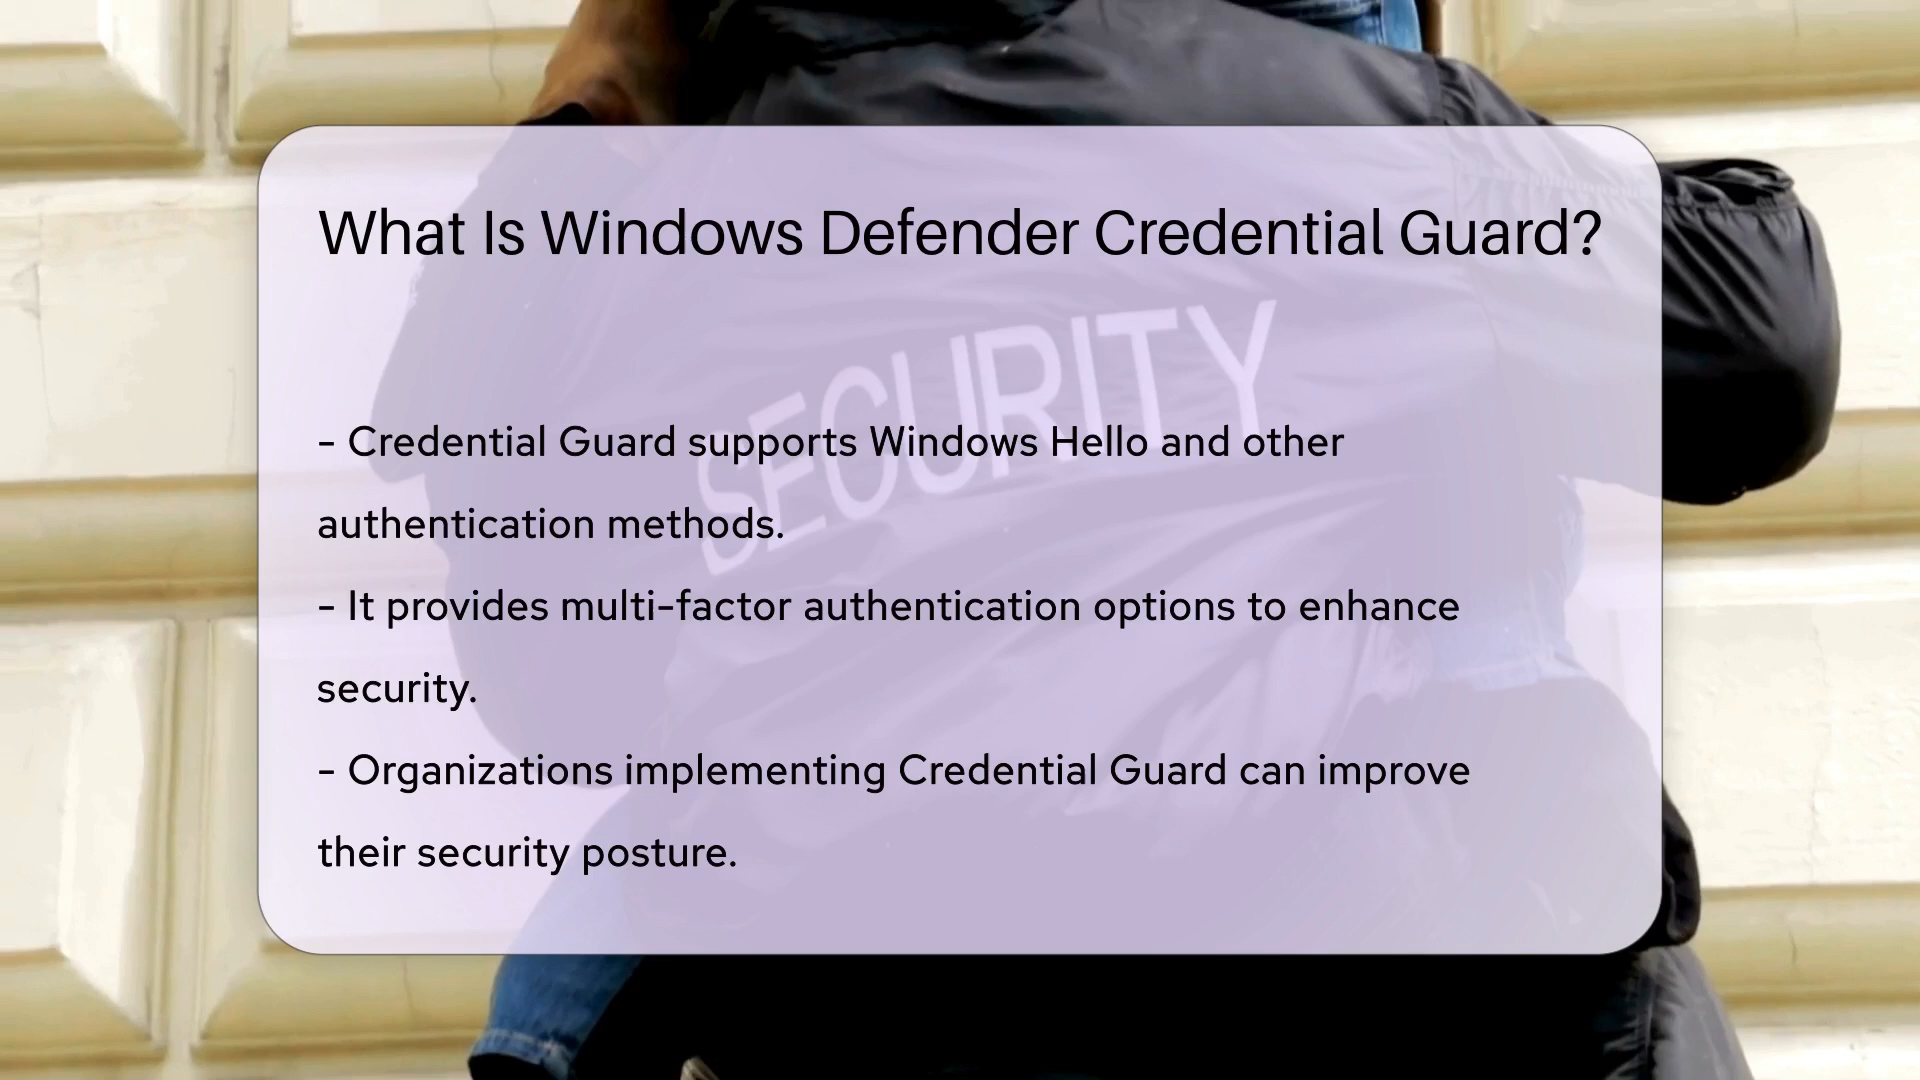 What Is Windows Defender Credential Guard?
SECURITY
- Credential Guard supports Windows Hello and other
authentication methods.
- It provides multi-factor authentication options to enhance
security.
- Organizations implementing Credential Guard can improve
their security posture.